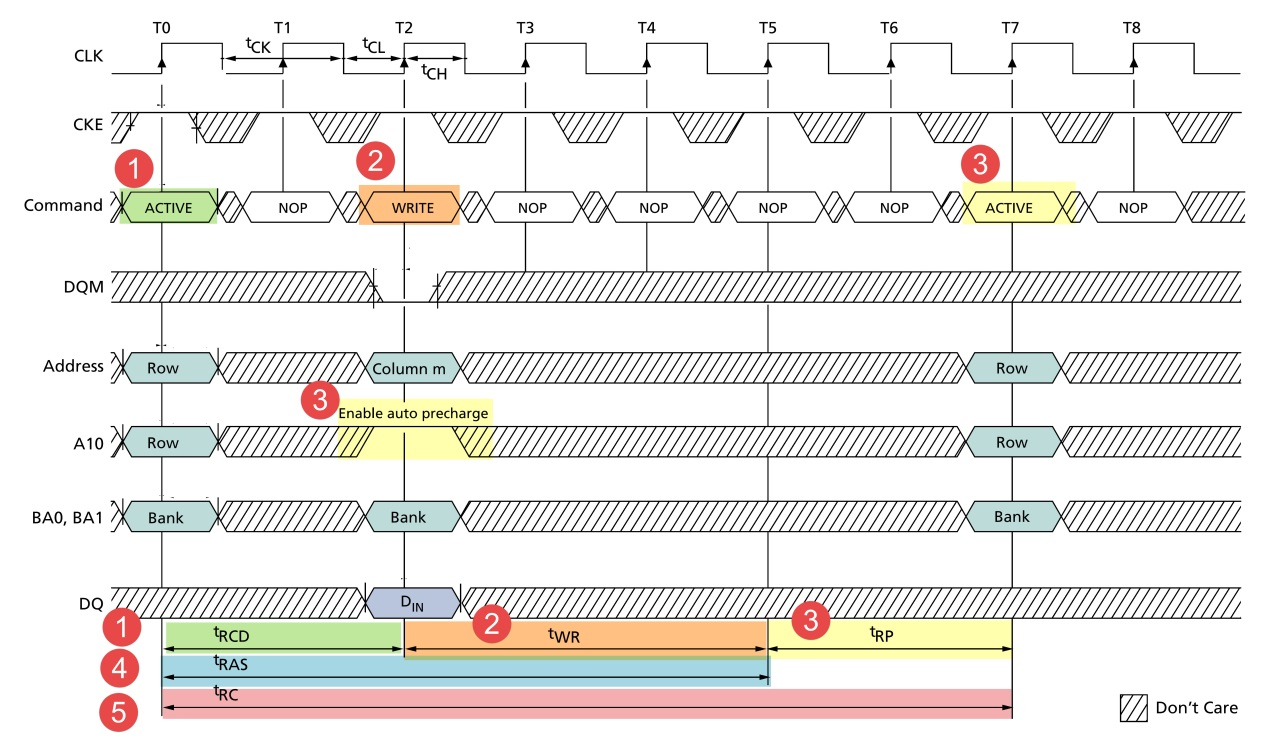 T0 T1 T2 T3 T4 T5 T6 T7 T8
CLK tCK tCL tCH
CKE
1 2 3
Command ACTIVE NOP WRITE NOP NOP NOP NOP ACTIVE NOP
DQM
Address Row Column m Row
3 Enable auto precharge
A10 Row Row
BA0, BA1 Bank Bank Bank
DQ DIN
1 tRCD 2 tWR 3 tRP
4 tRAS
5 tRC
Don't Care